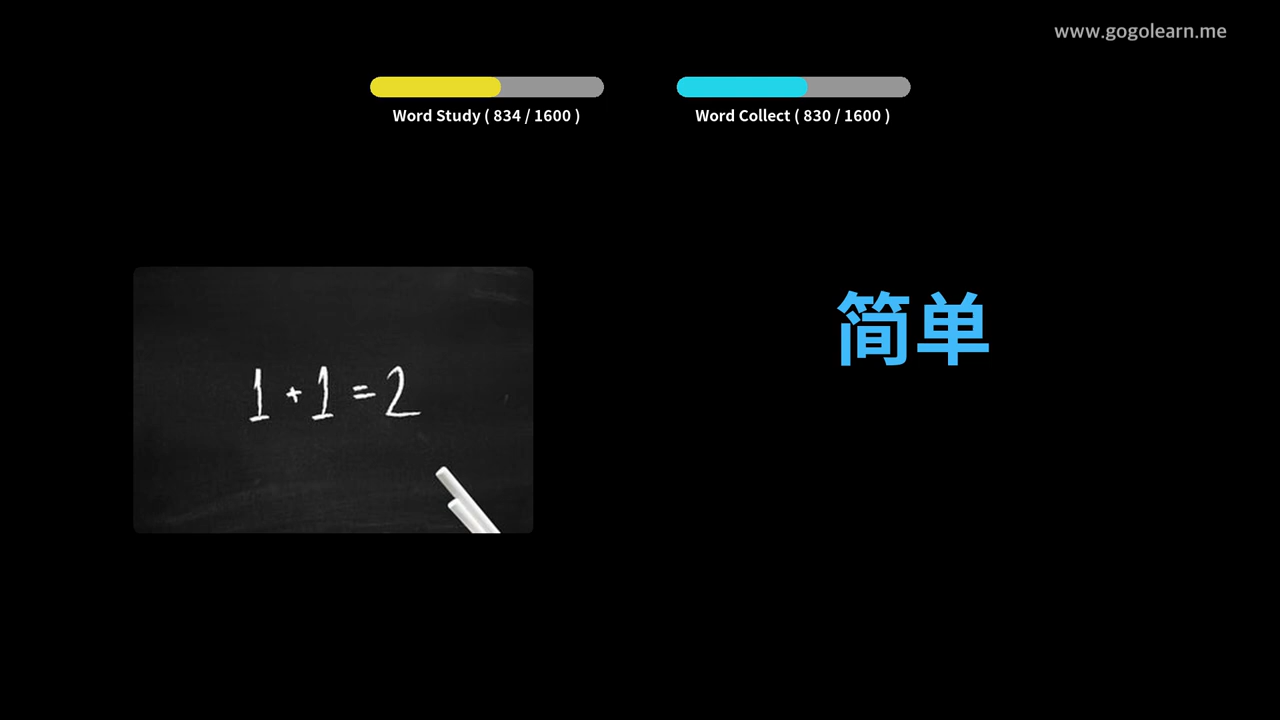 www.gogolearn.me
Word Study ( 834 / 1600 )
Word Collect ( 830 / 1600 )
简单
1 + 1 = 2